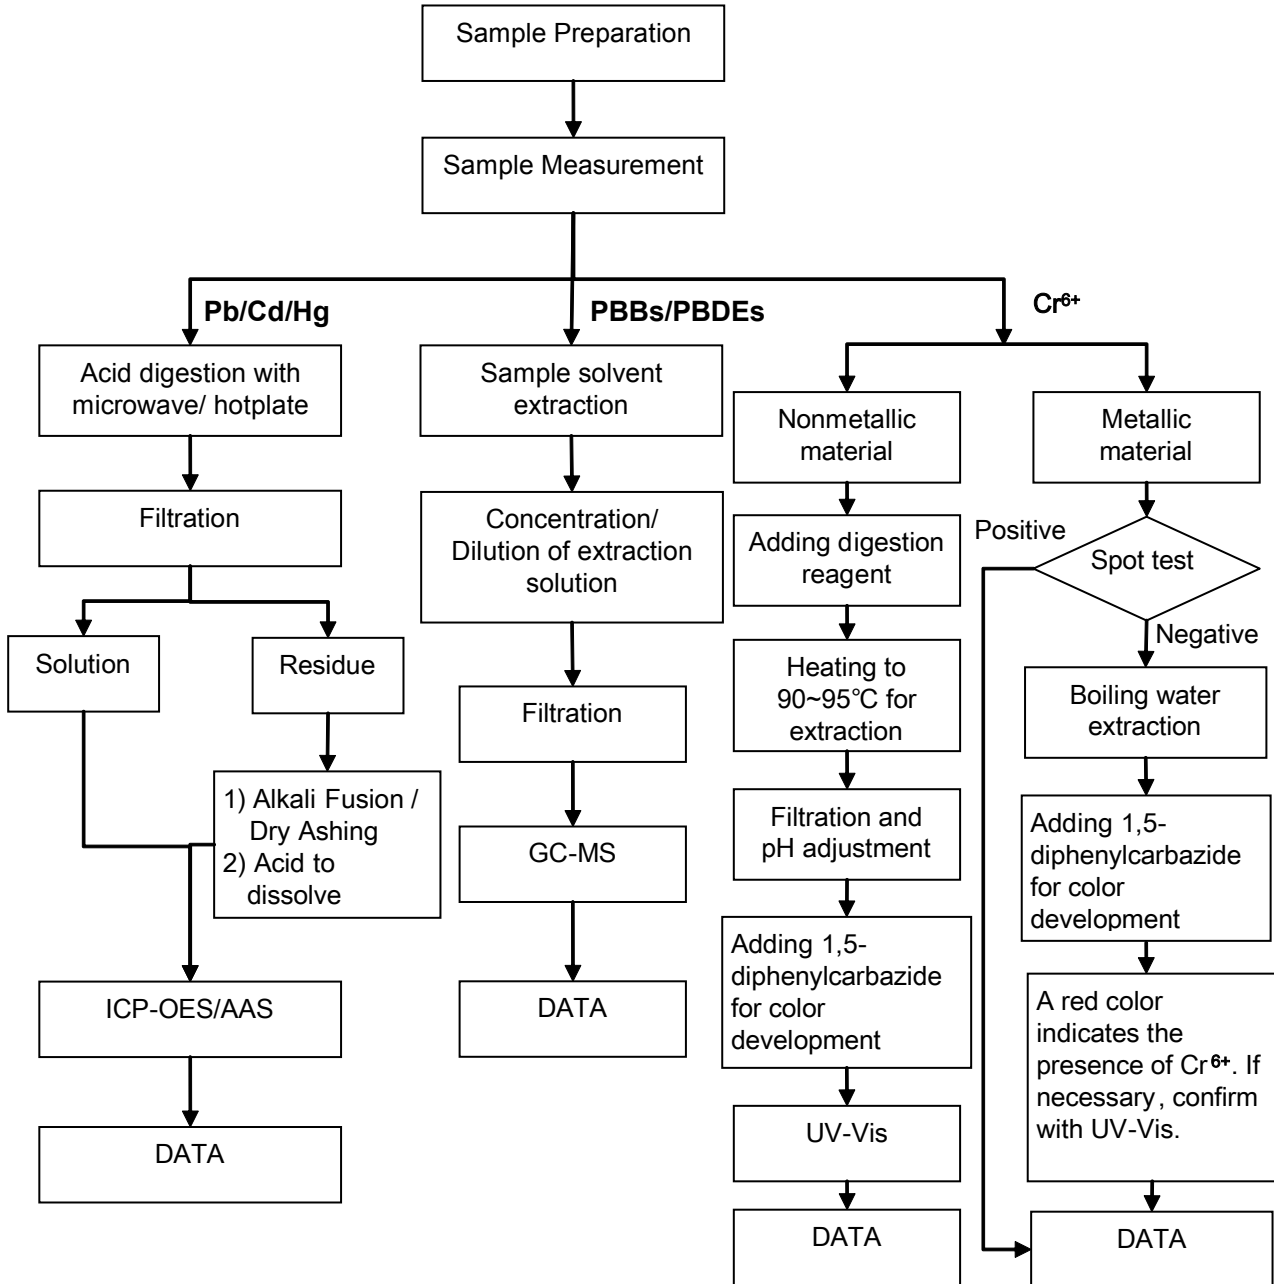 Sample Preparation
Sample Measurement
Pb/Cd/Hg
PBBs/PBDEs
Cr⁶⁺
Acid digestion with
microwave/ hotplate
Filtration
Solution
Residue
1) Alkali Fusion /
Dry Ashing
2) Acid to
dissolve
ICP-OES/AAS
DATA
Sample solvent
extraction
Concentration/
Dilution of extraction
solution
Filtration
GC-MS
DATA
Nonmetallic
material
Adding digestion
reagent
Heating to
90~95℃ for
extraction
Filtration and
pH adjustment
Adding 1,5-
diphenylcarbazide
for color
development
UV-Vis
DATA
Metallic
material
Positive
Spot test
Negative
Boiling water
extraction
Adding 1,5-
diphenylcarbazide
for color
development
A red color
indicates the
presence of Cr⁶⁺. If
necessary, confirm
with UV-Vis.
DATA